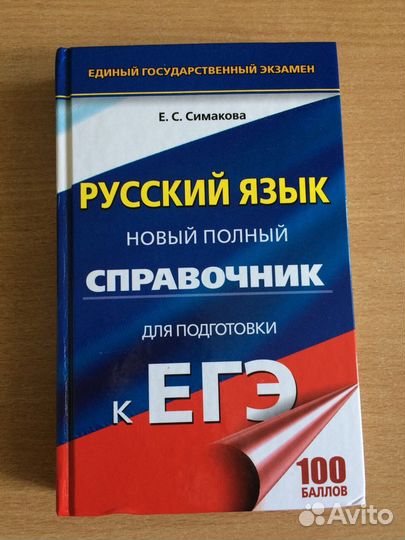 ЕДИНЫЙ ГОСУДАРСТВЕННЫЙ ЭКЗАМЕН
Е. С. Симакова
РУССКИЙ ЯЗЫК
НОВЫЙ ПОЛНЫЙ
СПРАВОЧНИК
ДЛЯ ПОДГОТОВКИ
К ЕГЭ
100
БАЛЛОВ
Avito